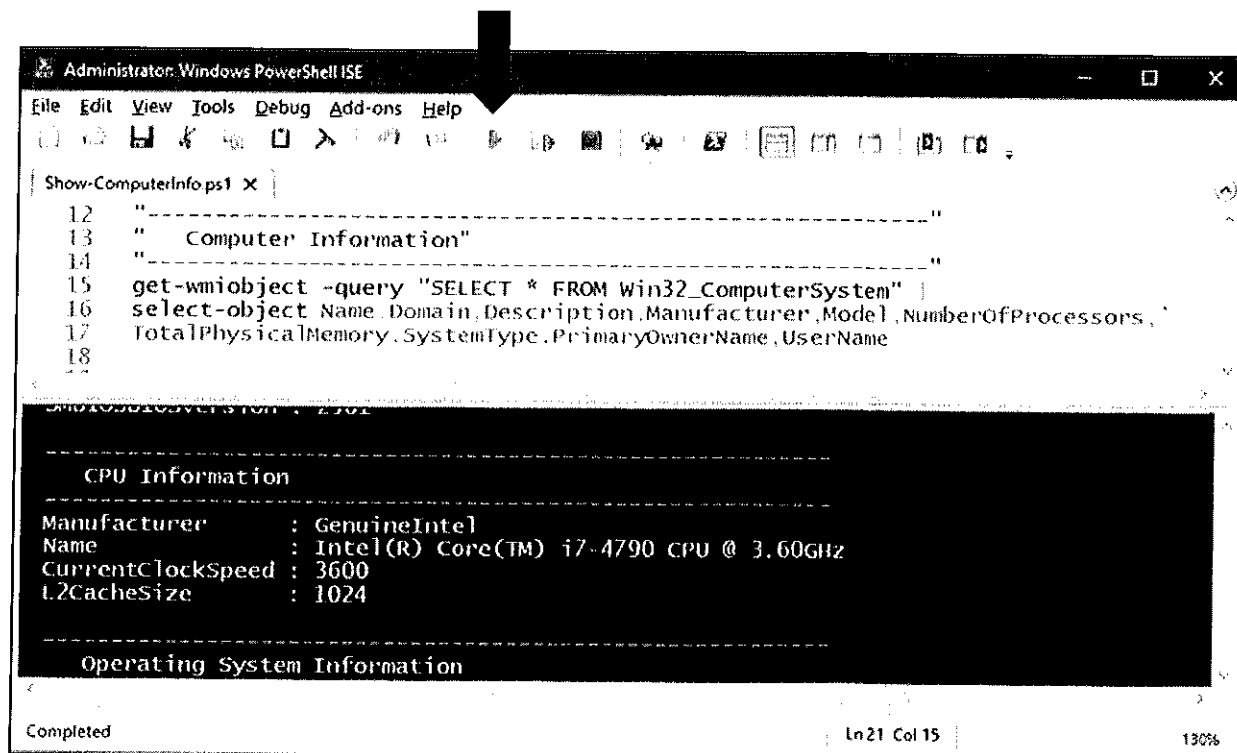 Administrator: Windows PowerShell ISE
File Edit View Tools Debug Add-ons Help
Show-ComputerInfo.ps1 X
12 "----------------------------------------------------------"
13 "   Computer Information"
14 "----------------------------------------------------------"
15 get-wmiobject -query "SELECT * FROM Win32_ComputerSystem" |
16 select-object Name,Domain,Description,Manufacturer,Model,NumberOfProcessors,`
17 TotalPhysicalMemory,SystemType,PrimaryOwnerName,UserName
18
----------------------------------------------------------
CPU Information
----------------------------------------------------------
Manufacturer : GenuineIntel
Name : Intel(R) Core(TM) i7-4790 CPU @ 3.60GHz
CurrentClockSpeed : 3600
L2CacheSize : 1024
----------------------------------------------------------
Operating System Information
Completed
Ln 21 Col 15
130%